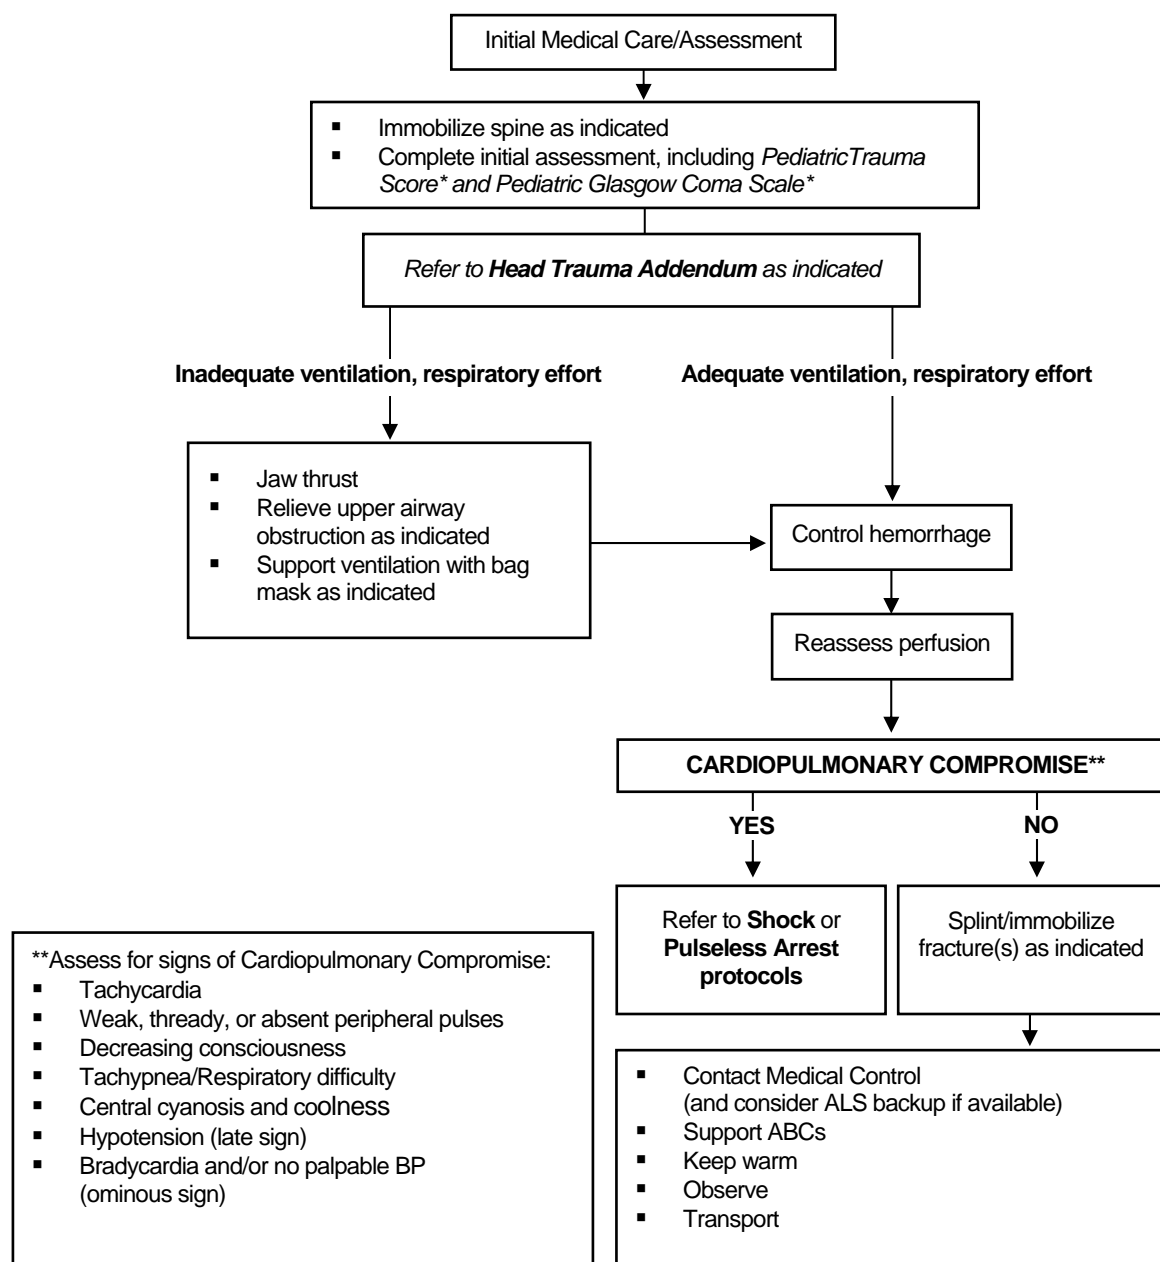 Initial Medical Care/Assessment
▪ Immobilize spine as indicated
▪ Complete initial assessment, including PediatricTrauma
Score* and Pediatric Glasgow Coma Scale*
Refer to Head Trauma Addendum as indicated
Inadequate ventilation, respiratory effort
Adequate ventilation, respiratory effort
▪ Jaw thrust
▪ Relieve upper airway
obstruction as indicated
▪ Support ventilation with bag
mask as indicated
Control hemorrhage
Reassess perfusion
CARDIOPULMONARY COMPROMISE**
YES
NO
Refer to Shock or
Pulseless Arrest
protocols
Splint/immobilize
fracture(s) as indicated
**Assess for signs of Cardiopulmonary Compromise:
▪ Tachycardia
▪ Weak, thready, or absent peripheral pulses
▪ Decreasing consciousness
▪ Tachypnea/Respiratory difficulty
▪ Central cyanosis and coolness
▪ Hypotension (late sign)
▪ Bradycardia and/or no palpable BP
(ominous sign)
▪ Contact Medical Control
(and consider ALS backup if available)
▪ Support ABCs
▪ Keep warm
▪ Observe
▪ Transport